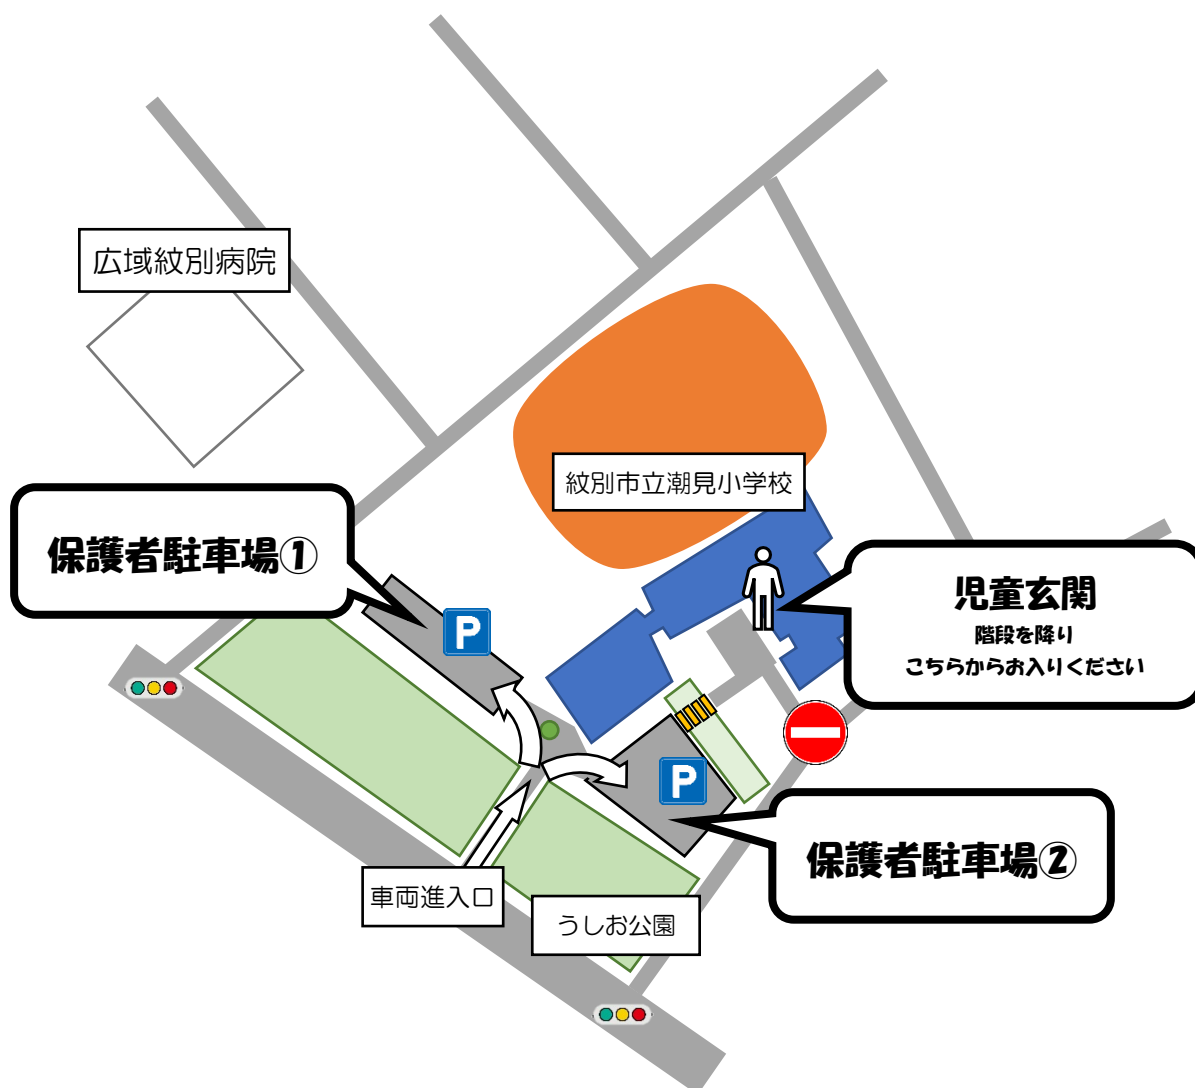 広域紋別病院
紋別市立潮見小学校
保護者駐車場①
児童玄関
階段を降り
こちらからお入りください
P
P
保護者駐車場②
車両進入口
うしお公園